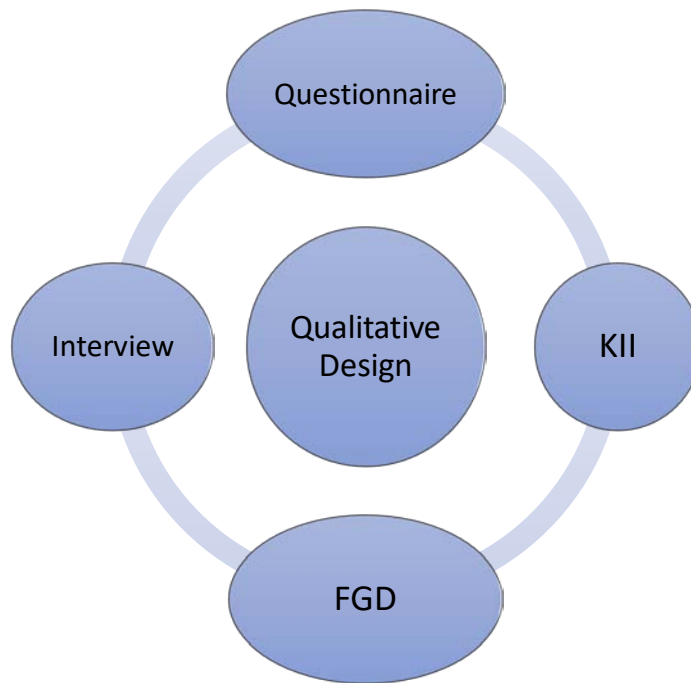 Questionnaire
Interview
Qualitative
Design
KII
FGD